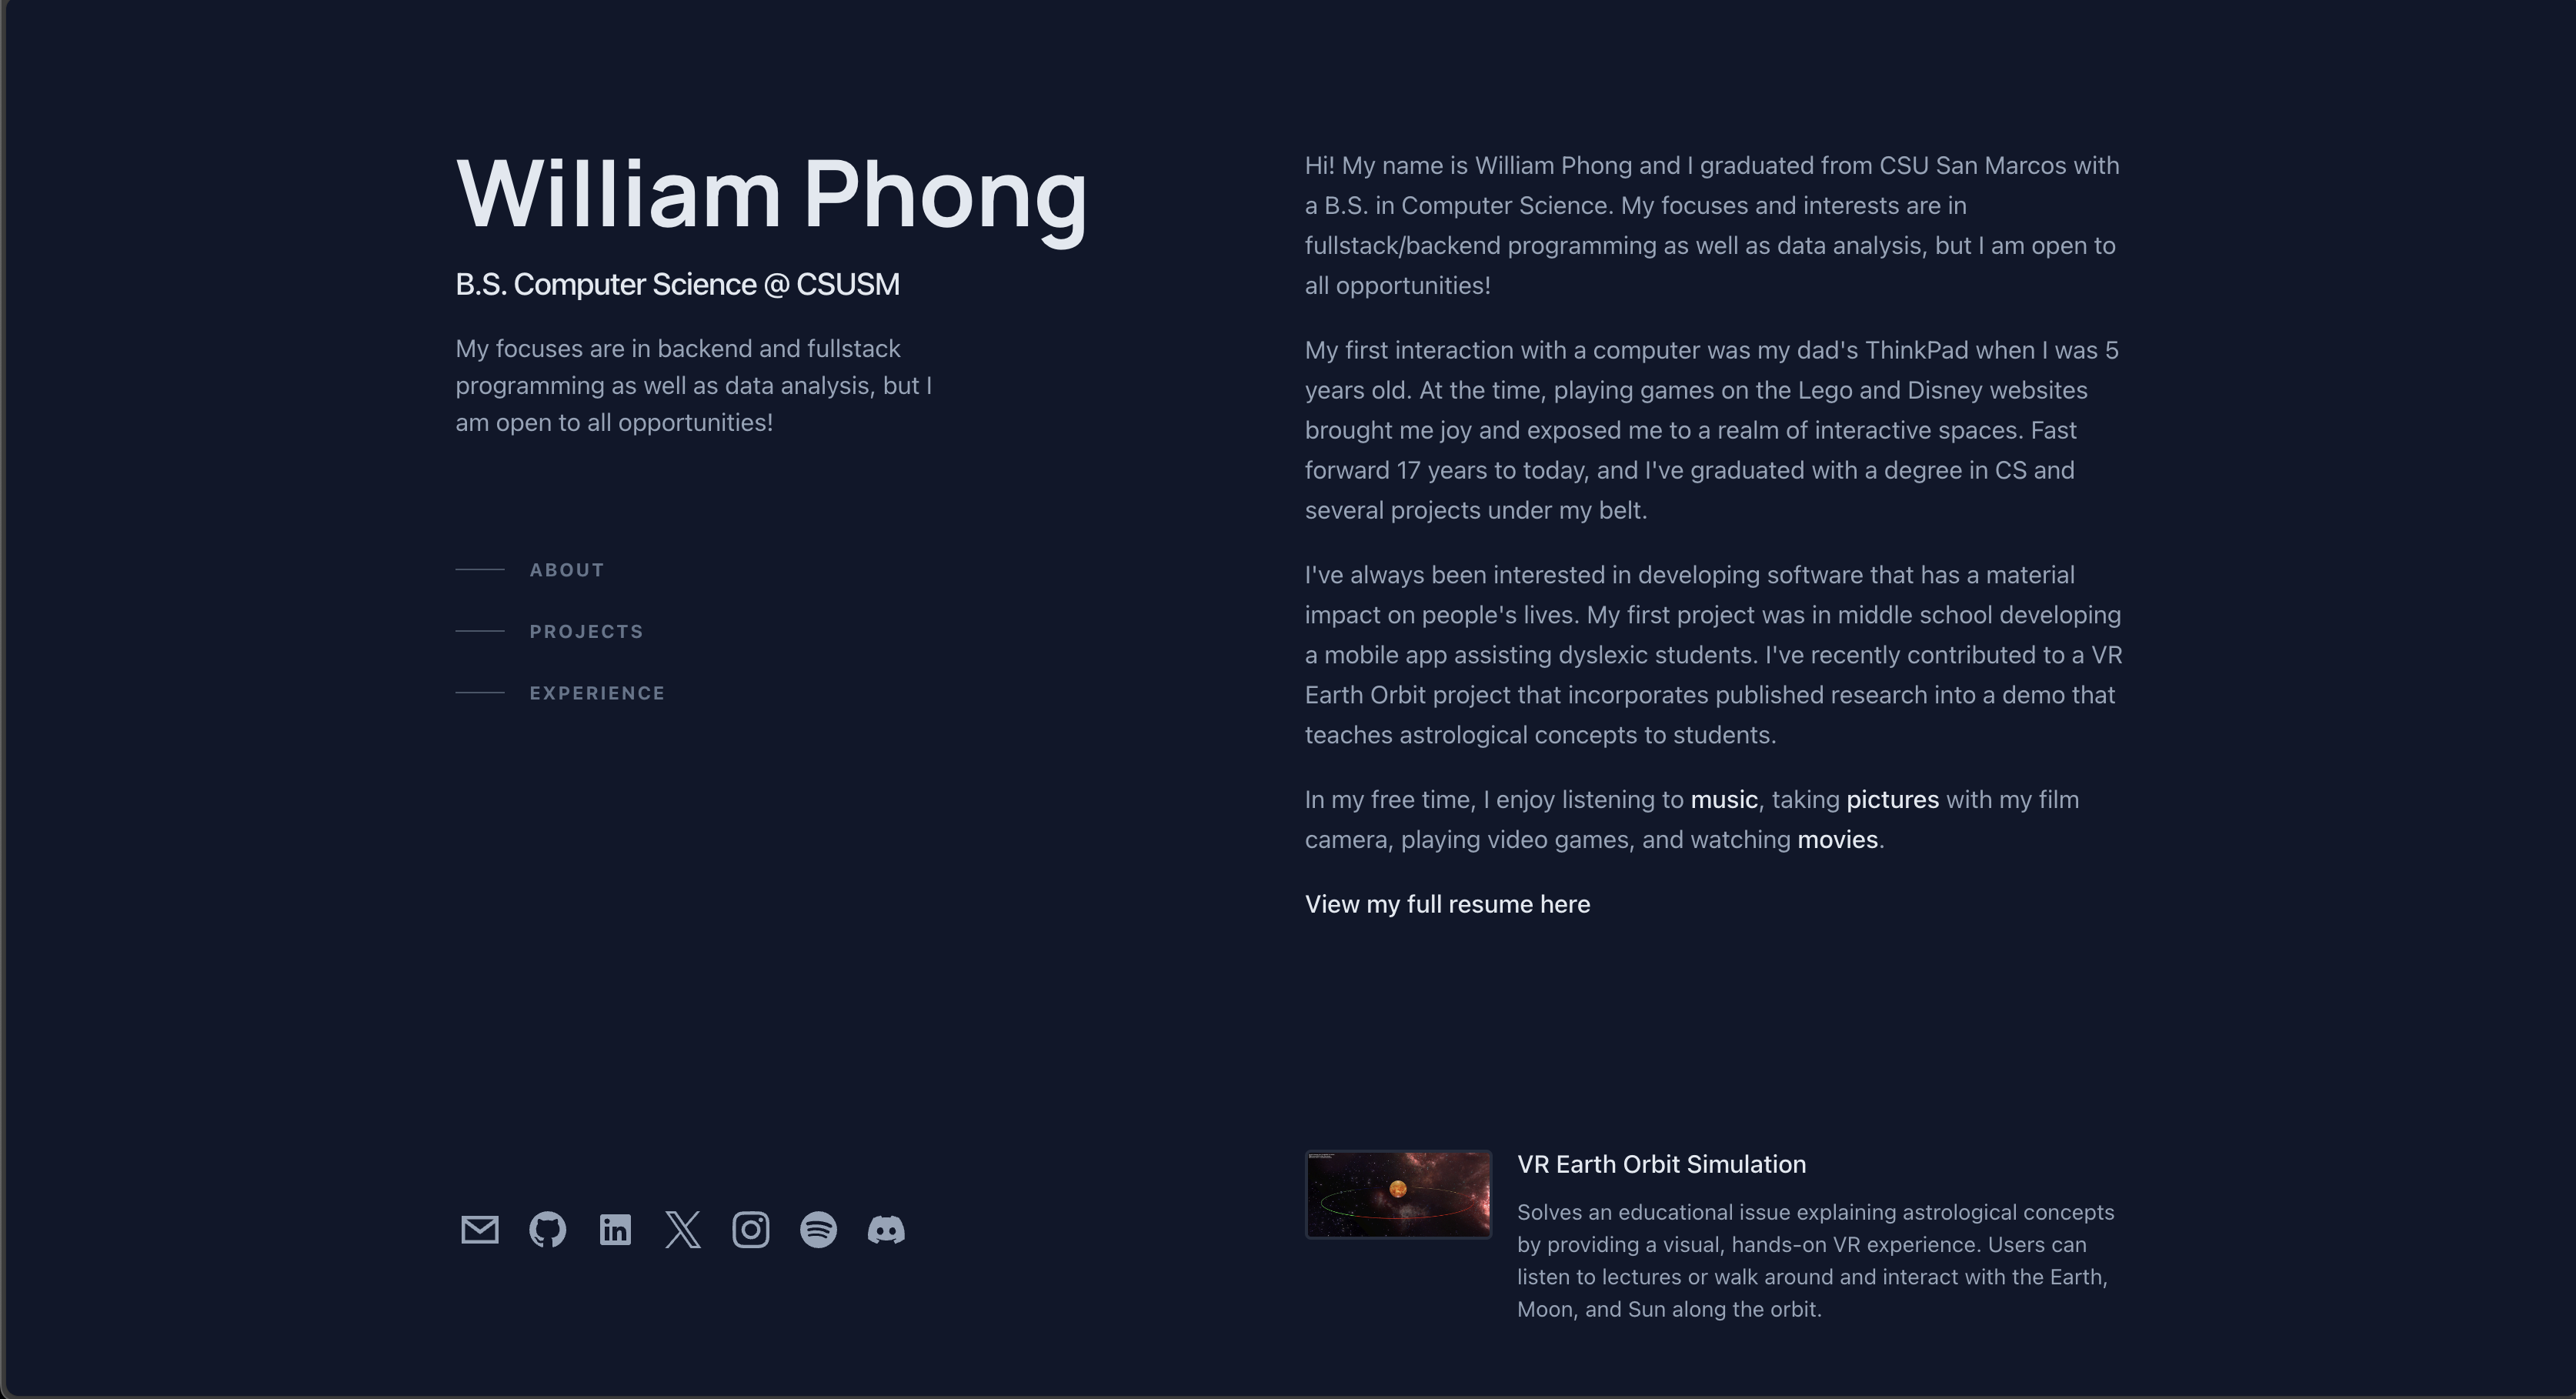 William Phong
B.S. Computer Science @ CSUSM
My focuses are in backend and fullstack
programming as well as data analysis, but I
am open to all opportunities!
ABOUT
PROJECTS
EXPERIENCE
Hi! My name is William Phong and I graduated from CSU San Marcos with
a B.S. in Computer Science. My focuses and interests are in
fullstack/backend programming as well as data analysis, but I am open to
all opportunities!
My first interaction with a computer was my dad's ThinkPad when I was 5
years old. At the time, playing games on the Lego and Disney websites
brought me joy and exposed me to a realm of interactive spaces. Fast
forward 17 years to today, and I've graduated with a degree in CS and
several projects under my belt.
I've always been interested in developing software that has a material
impact on people's lives. My first project was in middle school developing
a mobile app assisting dyslexic students. I've recently contributed to a VR
Earth Orbit project that incorporates published research into a demo that
teaches astrological concepts to students.
In my free time, I enjoy listening to music, taking pictures with my film
camera, playing video games, and watching movies.
View my full resume here
VR Earth Orbit Simulation
Solves an educational issue explaining astrological concepts
by providing a visual, hands-on VR experience. Users can
listen to lectures or walk around and interact with the Earth,
Moon, and Sun along the orbit.